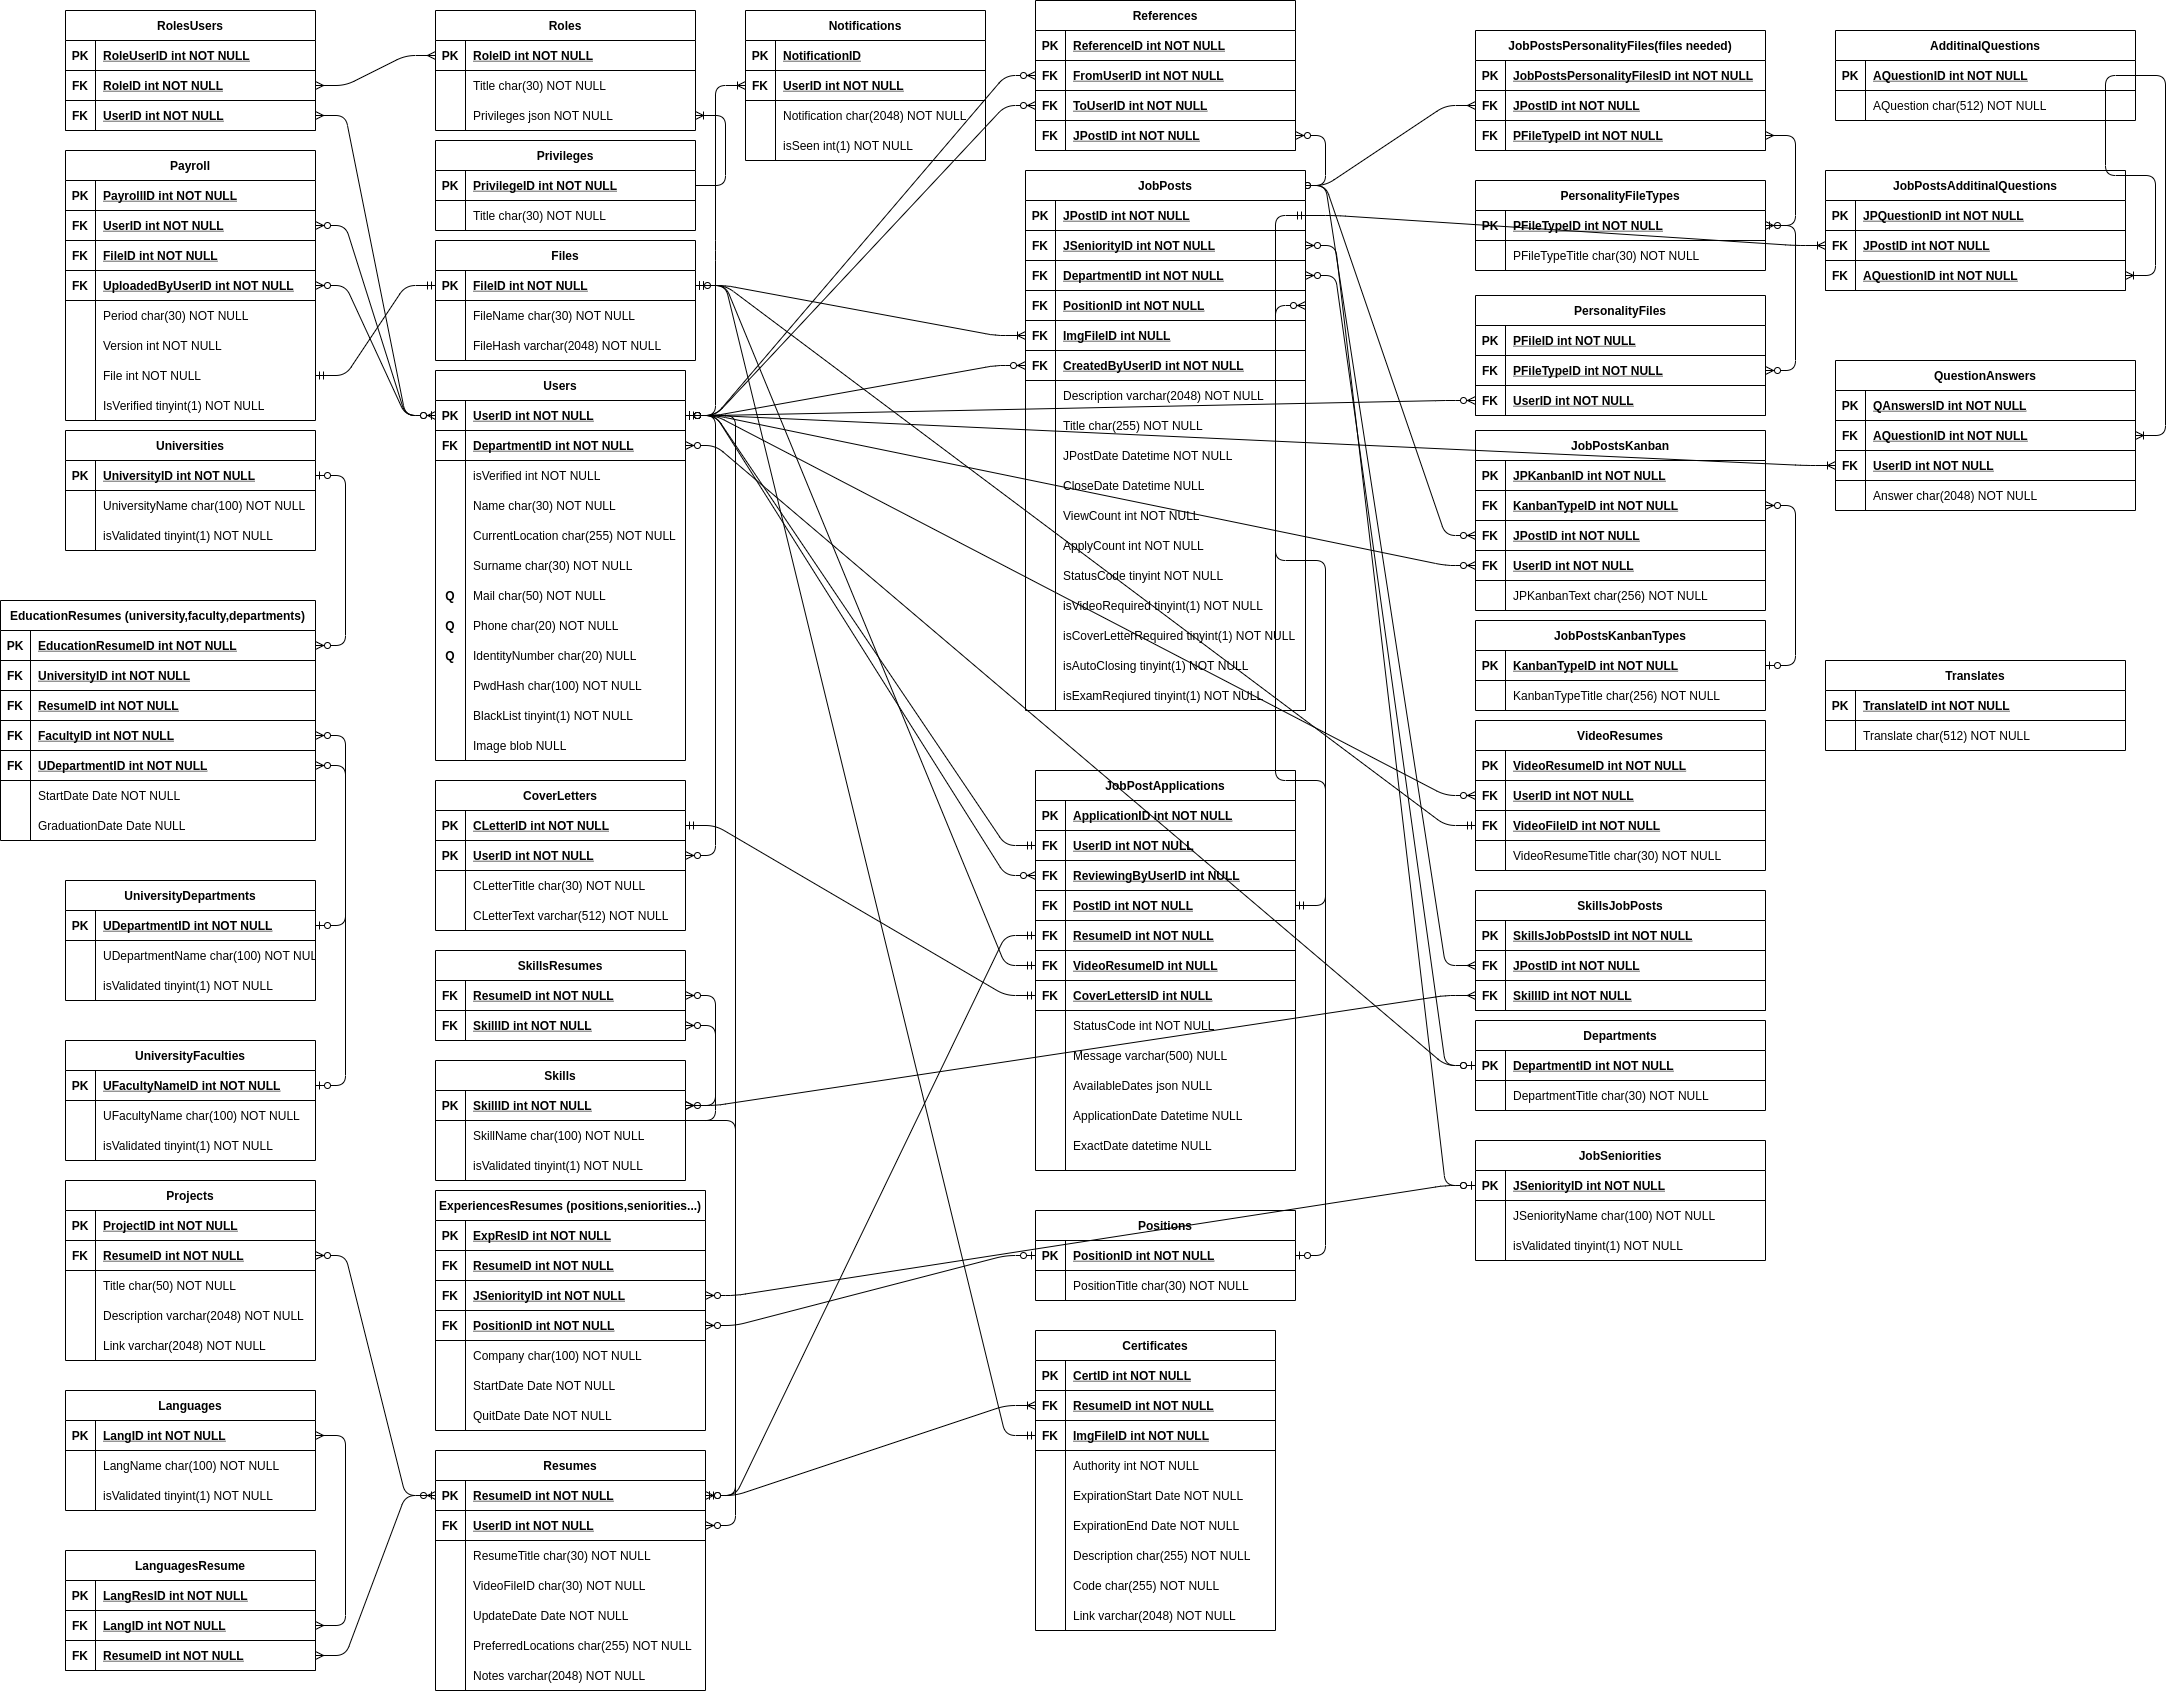 RolesUsers
PK RoleUserID int NOT NULL
FK RoleID int NOT NULL
FK UserID int NOT NULL
Payroll
PK PayrollID int NOT NULL
FK UserID int NOT NULL
FK FileID int NOT NULL
FK UploadedByUserID int NOT NULL
Period char(30) NOT NULL
Version int NOT NULL
File int NOT NULL
IsVerified tinyint(1) NOT NULL
Universities
PK UniversityID int NOT NULL
UniversityName char(100) NOT NULL
isValidated tinyint(1) NOT NULL
EducationResumes (university,faculty,departments)
PK EducationResumeID int NOT NULL
FK UniversityID int NOT NULL
FK ResumeID int NOT NULL
FK FacultyID int NOT NULL
FK UDepartmentID int NOT NULL
StartDate Date NOT NULL
GraduationDate Date NULL
UniversityDepartments
PK UDepartmentID int NOT NULL
UDepartmentName char(100) NOT NUL
isValidated tinyint(1) NOT NULL
UniversityFaculties
PK UFacultyNameID int NOT NULL
UFacultyName char(100) NOT NULL
isValidated tinyint(1) NOT NULL
Projects
PK ProjectID int NOT NULL
FK ResumeID int NOT NULL
Title char(50) NOT NULL
Description varchar(2048) NOT NULL
Link varchar(2048) NOT NULL
Languages
PK LangID int NOT NULL
LangName char(100) NOT NULL
isValidated tinyint(1) NOT NULL
LanguagesResume
PK LangResID int NOT NULL
FK LangID int NOT NULL
FK ResumeID int NOT NULL
Roles
PK RoleID int NOT NULL
Title char(30) NOT NULL
Privileges json NOT NULL
Privileges
PK PrivilegeID int NOT NULL
Title char(30) NOT NULL
Files
PK FileID int NOT NULL
FileName char(30) NOT NULL
FileHash varchar(2048) NOT NULL
Users
PK UserID int NOT NULL
FK DepartmentID int NOT NULL
isVerified int NOT NULL
Name char(30) NOT NULL
CurrentLocation char(255) NOT NULL
Surname char(30) NOT NULL
Q Mail char(50) NOT NULL
Q Phone char(20) NOT NULL
Q IdentityNumber char(20) NULL
PwdHash char(100) NOT NULL
BlackList tinyint(1) NOT NULL
Image blob NULL
CoverLetters
PK CLetterID int NOT NULL
PK UserID int NOT NULL
CLetterTitle char(30) NOT NULL
CLetterText varchar(512) NOT NULL
SkillsResumes
FK ResumeID int NOT NULL
FK SkillID int NOT NULL
Skills
PK SkillID int NOT NULL
SkillName char(100) NOT NULL
isValidated tinyint(1) NOT NULL
ExperiencesResumes (positions,seniorities...)
PK ExpResID int NOT NULL
FK ResumeID int NOT NULL
FK JSeniorityID int NOT NULL
FK PositionID int NOT NULL
Company char(100) NOT NULL
StartDate Date NOT NULL
QuitDate Date NOT NULL
Resumes
PK ResumeID int NOT NULL
FK UserID int NOT NULL
ResumeTitle char(30) NOT NULL
VideoFileID char(30) NOT NULL
UpdateDate Date NOT NULL
PreferredLocations char(255) NOT NULL
Notes varchar(2048) NOT NULL
Notifications
PK NotificationID
FK UserID int NOT NULL
Notification char(2048) NOT NULL
isSeen int(1) NOT NULL
References
PK ReferenceID int NOT NULL
FK FromUserID int NOT NULL
FK ToUserID int NOT NULL
FK JPostID int NOT NULL
JobPosts
PK JPostID int NOT NULL
FK JSeniorityID int NOT NULL
FK DepartmentID int NOT NULL
FK PositionID int NOT NULL
FK ImgFileID int NULL
FK CreatedByUserID int NOT NULL
Description varchar(2048) NOT NULL
Title char(255) NOT NULL
JPostDate Datetime NOT NULL
CloseDate Datetime NULL
ViewCount int NOT NULL
ApplyCount int NOT NULL
StatusCode tinyint NOT NULL
isVideoRequired tinyint(1) NOT NULL
isCoverLetterRequired tinyint(1) NOT NULL
isAutoClosing tinyint(1) NOT NULL
isExamReqiured tinyint(1) NOT NULL
JobPostApplications
PK ApplicationID int NOT NULL
FK UserID int NOT NULL
FK ReviewingByUserID int NULL
FK PostID int NOT NULL
FK ResumeID int NOT NULL
FK VideoResumeID int NULL
FK CoverLettersID int NULL
StatusCode int NOT NULL
Message varchar(500) NULL
AvailableDates json NULL
ApplicationDate Datetime NULL
ExactDate datetime NULL
Positions
PK PositionID int NOT NULL
PositionTitle char(30) NOT NULL
Certificates
PK CertID int NOT NULL
FK ResumeID int NOT NULL
FK ImgFileID int NOT NULL
Authority int NOT NULL
ExpirationStart Date NOT NULL
ExpirationEnd Date NOT NULL
Description char(255) NOT NULL
Code char(255) NOT NULL
Link varchar(2048) NOT NULL
JobPostsPersonalityFiles(files needed)
PK JobPostsPersonalityFilesID int NOT NULL
FK JPostID int NOT NULL
FK PFileTypeID int NOT NULL
PersonalityFileTypes
PK PFileTypeID int NOT NULL
PFileTypeTitle char(30) NOT NULL
PersonalityFiles
PK PFileID int NOT NULL
FK PFileTypeID int NOT NULL
FK UserID int NOT NULL
JobPostsKanban
PK JPKanbanID int NOT NULL
FK KanbanTypeID int NOT NULL
FK JPostID int NOT NULL
FK UserID int NOT NULL
JPKanbanText char(256) NOT NULL
JobPostsKanbanTypes
PK KanbanTypeID int NOT NULL
KanbanTypeTitle char(256) NOT NULL
VideoResumes
PK VideoResumeID int NOT NULL
FK UserID int NOT NULL
FK VideoFileID int NOT NULL
VideoResumeTitle char(30) NOT NULL
SkillsJobPosts
PK SkillsJobPostsID int NOT NULL
FK JPostID int NOT NULL
FK SkillID int NOT NULL
Departments
PK DepartmentID int NOT NULL
DepartmentTitle char(30) NOT NULL
JobSeniorities
PK JSeniorityID int NOT NULL
JSeniorityName char(100) NOT NULL
isValidated tinyint(1) NOT NULL
AdditinalQuestions
PK AQuestionID int NOT NULL
AQuestion char(512) NOT NULL
JobPostsAdditinalQuestions
PK JPQuestionID int NOT NULL
FK JPostID int NOT NULL
FK AQuestionID int NOT NULL
QuestionAnswers
PK QAnswersID int NOT NULL
FK AQuestionID int NOT NULL
FK UserID int NOT NULL
Answer char(2048) NOT NULL
Translates
PK TranslateID int NOT NULL
Translate char(512) NOT NULL